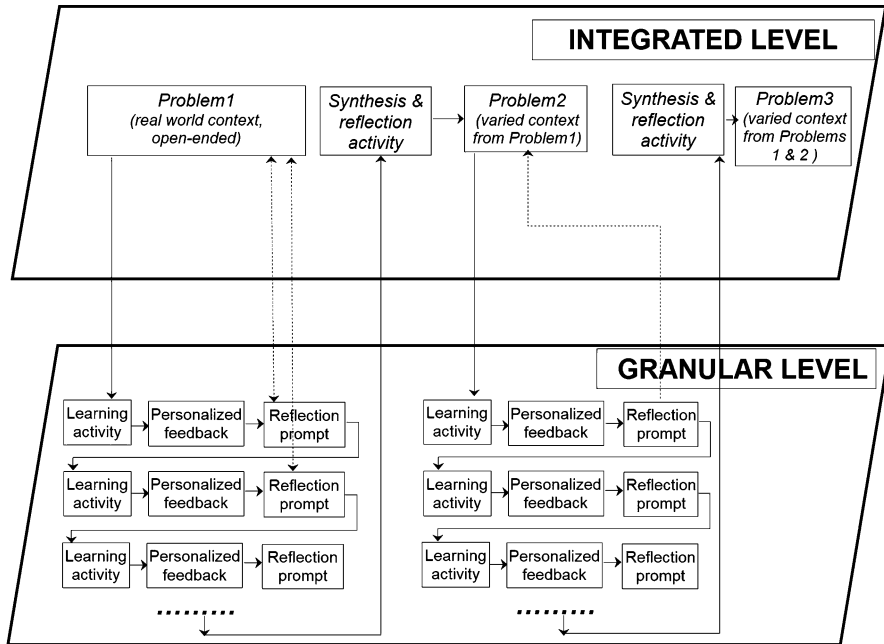 INTEGRATED LEVEL
Problem1
(real world context,
open-ended)
Synthesis &
reflection
activity
Problem2
(varied context
from Problem1)
Synthesis &
reflection
activity
Problem3
(varied context
from Problems
1 & 2 )
GRANULAR LEVEL
Learning
activity
Personalized
feedback
Reflection
prompt
Learning
activity
Personalized
feedback
Reflection
prompt
Learning
activity
Personalized
feedback
Reflection
prompt
Learning
activity
Personalized
feedback
Reflection
prompt
Learning
activity
Personalized
feedback
Reflection
prompt
Learning
activity
Personalized
feedback
Reflection
prompt
.........
.........